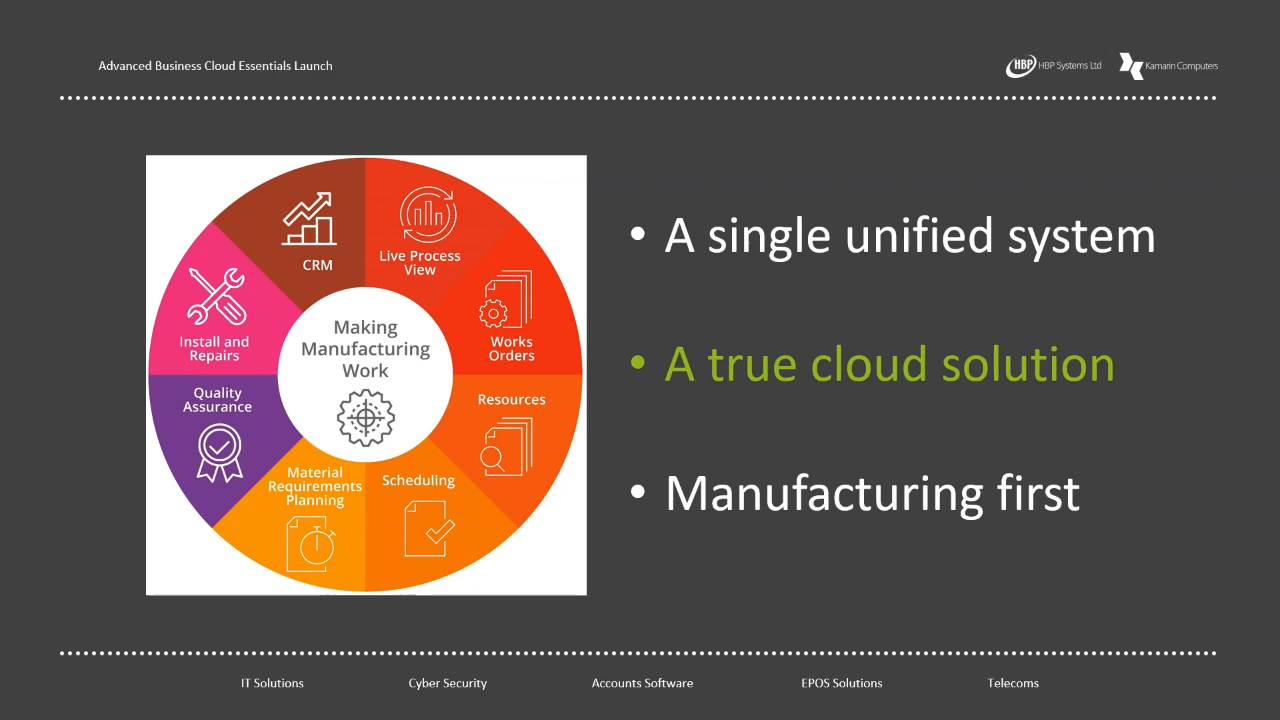 Advanced Business Cloud Essentials Launch
HBP HBP Systems Ltd
Kamarin Computers
CRM
Live Process
View
Works
Orders
Resources
Scheduling
Material
Requirements
Planning
Quality
Assurance
Install and
Repairs
Making
Manufacturing
Work
• A single unified system
• A true cloud solution
• Manufacturing first
IT Solutions
Cyber Security
Accounts Software
EPOS Solutions
Telecoms